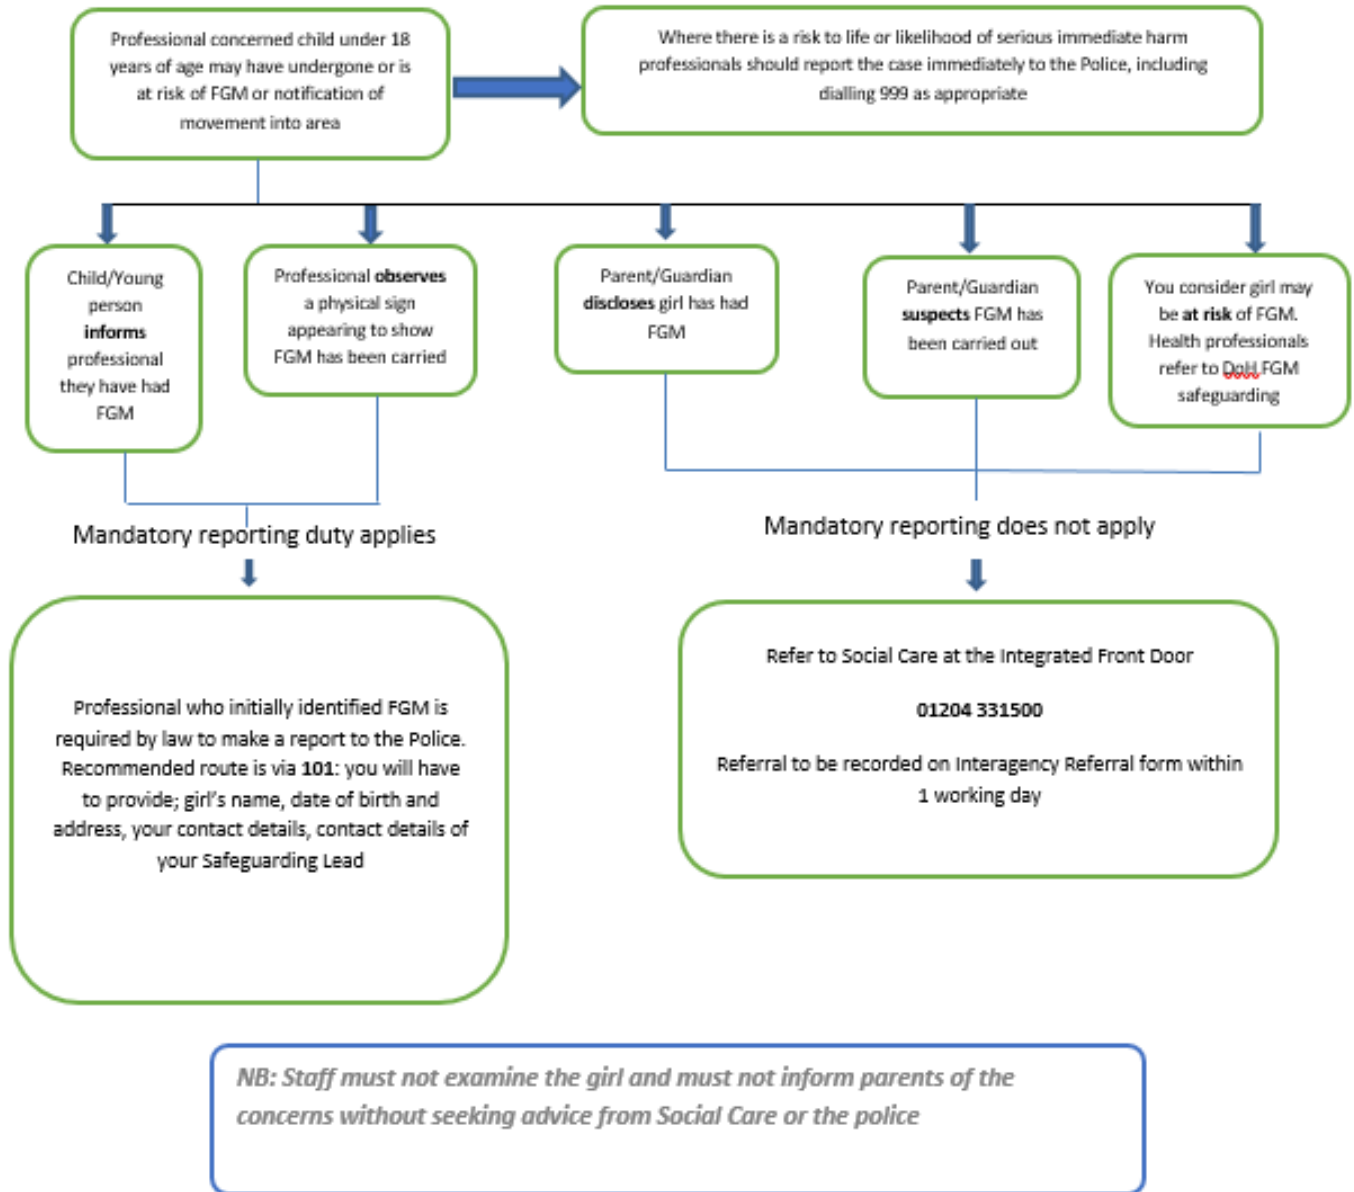 Professional concerned child under 18
years of age may have undergone or is
at risk of FGM or notification of
movement into area
Where there is a risk to life or likelihood of serious immediate harm
professionals should report the case immediately to the Police, including
dialling 999 as appropriate
Child/Young
person
informs
professional
they have had
FGM
Professional observes
a physical sign
appearing to show
FGM has been carried
Parent/Guardian
discloses girl has had
FGM
Parent/Guardian
suspects FGM has
been carried out
You consider girl may
be at risk of FGM.
Health professionals
refer to DoH FGM
safeguarding
Mandatory reporting duty applies
Mandatory reporting does not apply
Professional who initially identified FGM is
required by law to make a report to the Police.
Recommended route is via 101: you will have
to provide; girl's name, date of birth and
address, your contact details, contact details of
your Safeguarding Lead
Refer to Social Care at the Integrated Front Door
01204 331500
Referral to be recorded on Interagency Referral form within
1 working day
NB: Staff must not examine the girl and must not inform parents of the
concerns without seeking advice from Social Care or the police